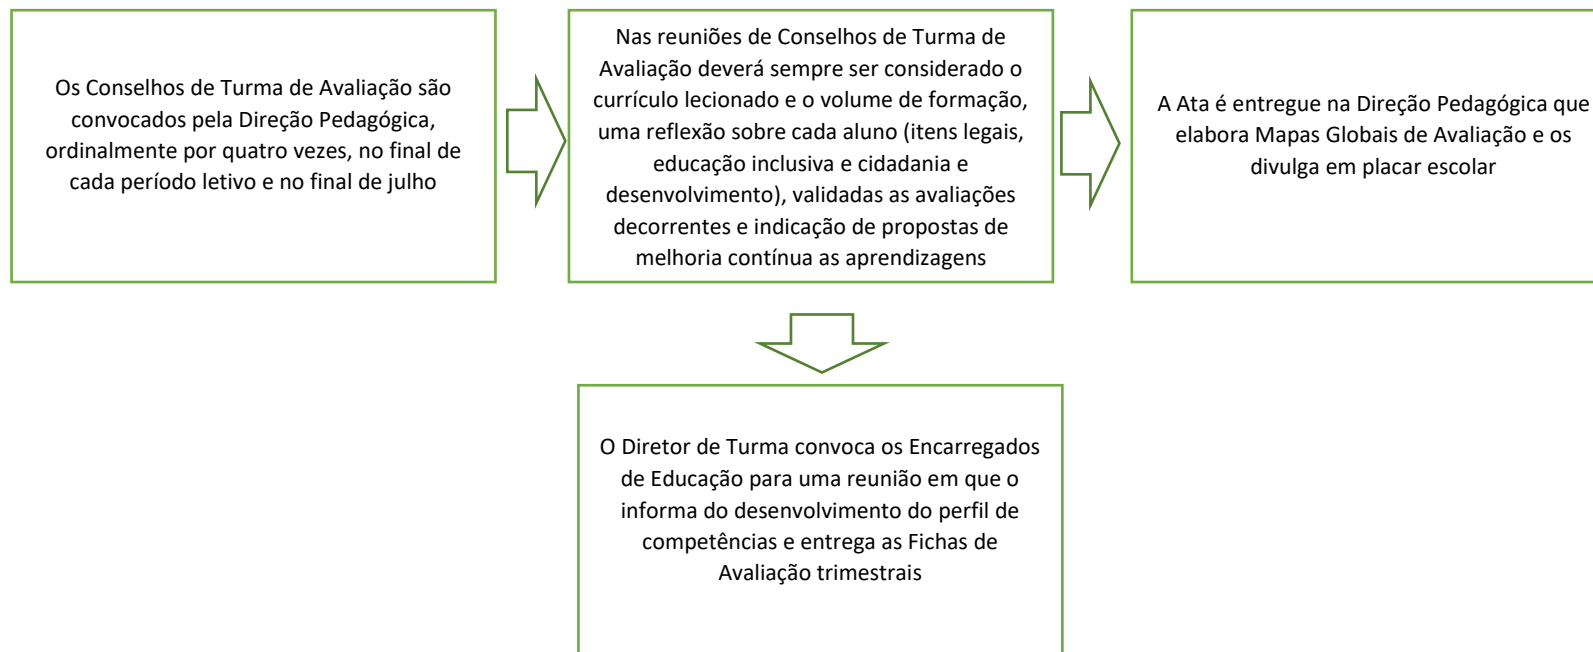 Os Conselhos de Turma de Avaliação são
convocados pela Direção Pedagógica,
ordinalmente por quatro vezes, no final de
cada período letivo e no final de julho
Nas reuniões de Conselhos de Turma de
Avaliação deverá sempre ser considerado o
currículo lecionado e o volume de formação,
uma reflexão sobre cada aluno (itens legais,
educação inclusiva e cidadania e
desenvolvimento), validadas as avaliações
decorrentes e indicação de propostas de
melhoria contínua as aprendizagens
A Ata é entregue na Direção Pedagógica que
elabora Mapas Globais de Avaliação e os
divulga em placar escolar
O Diretor de Turma convoca os Encarregados
de Educação para uma reunião em que o
informa do desenvolvimento do perfil de
competências e entrega as Fichas de
Avaliação trimestrais